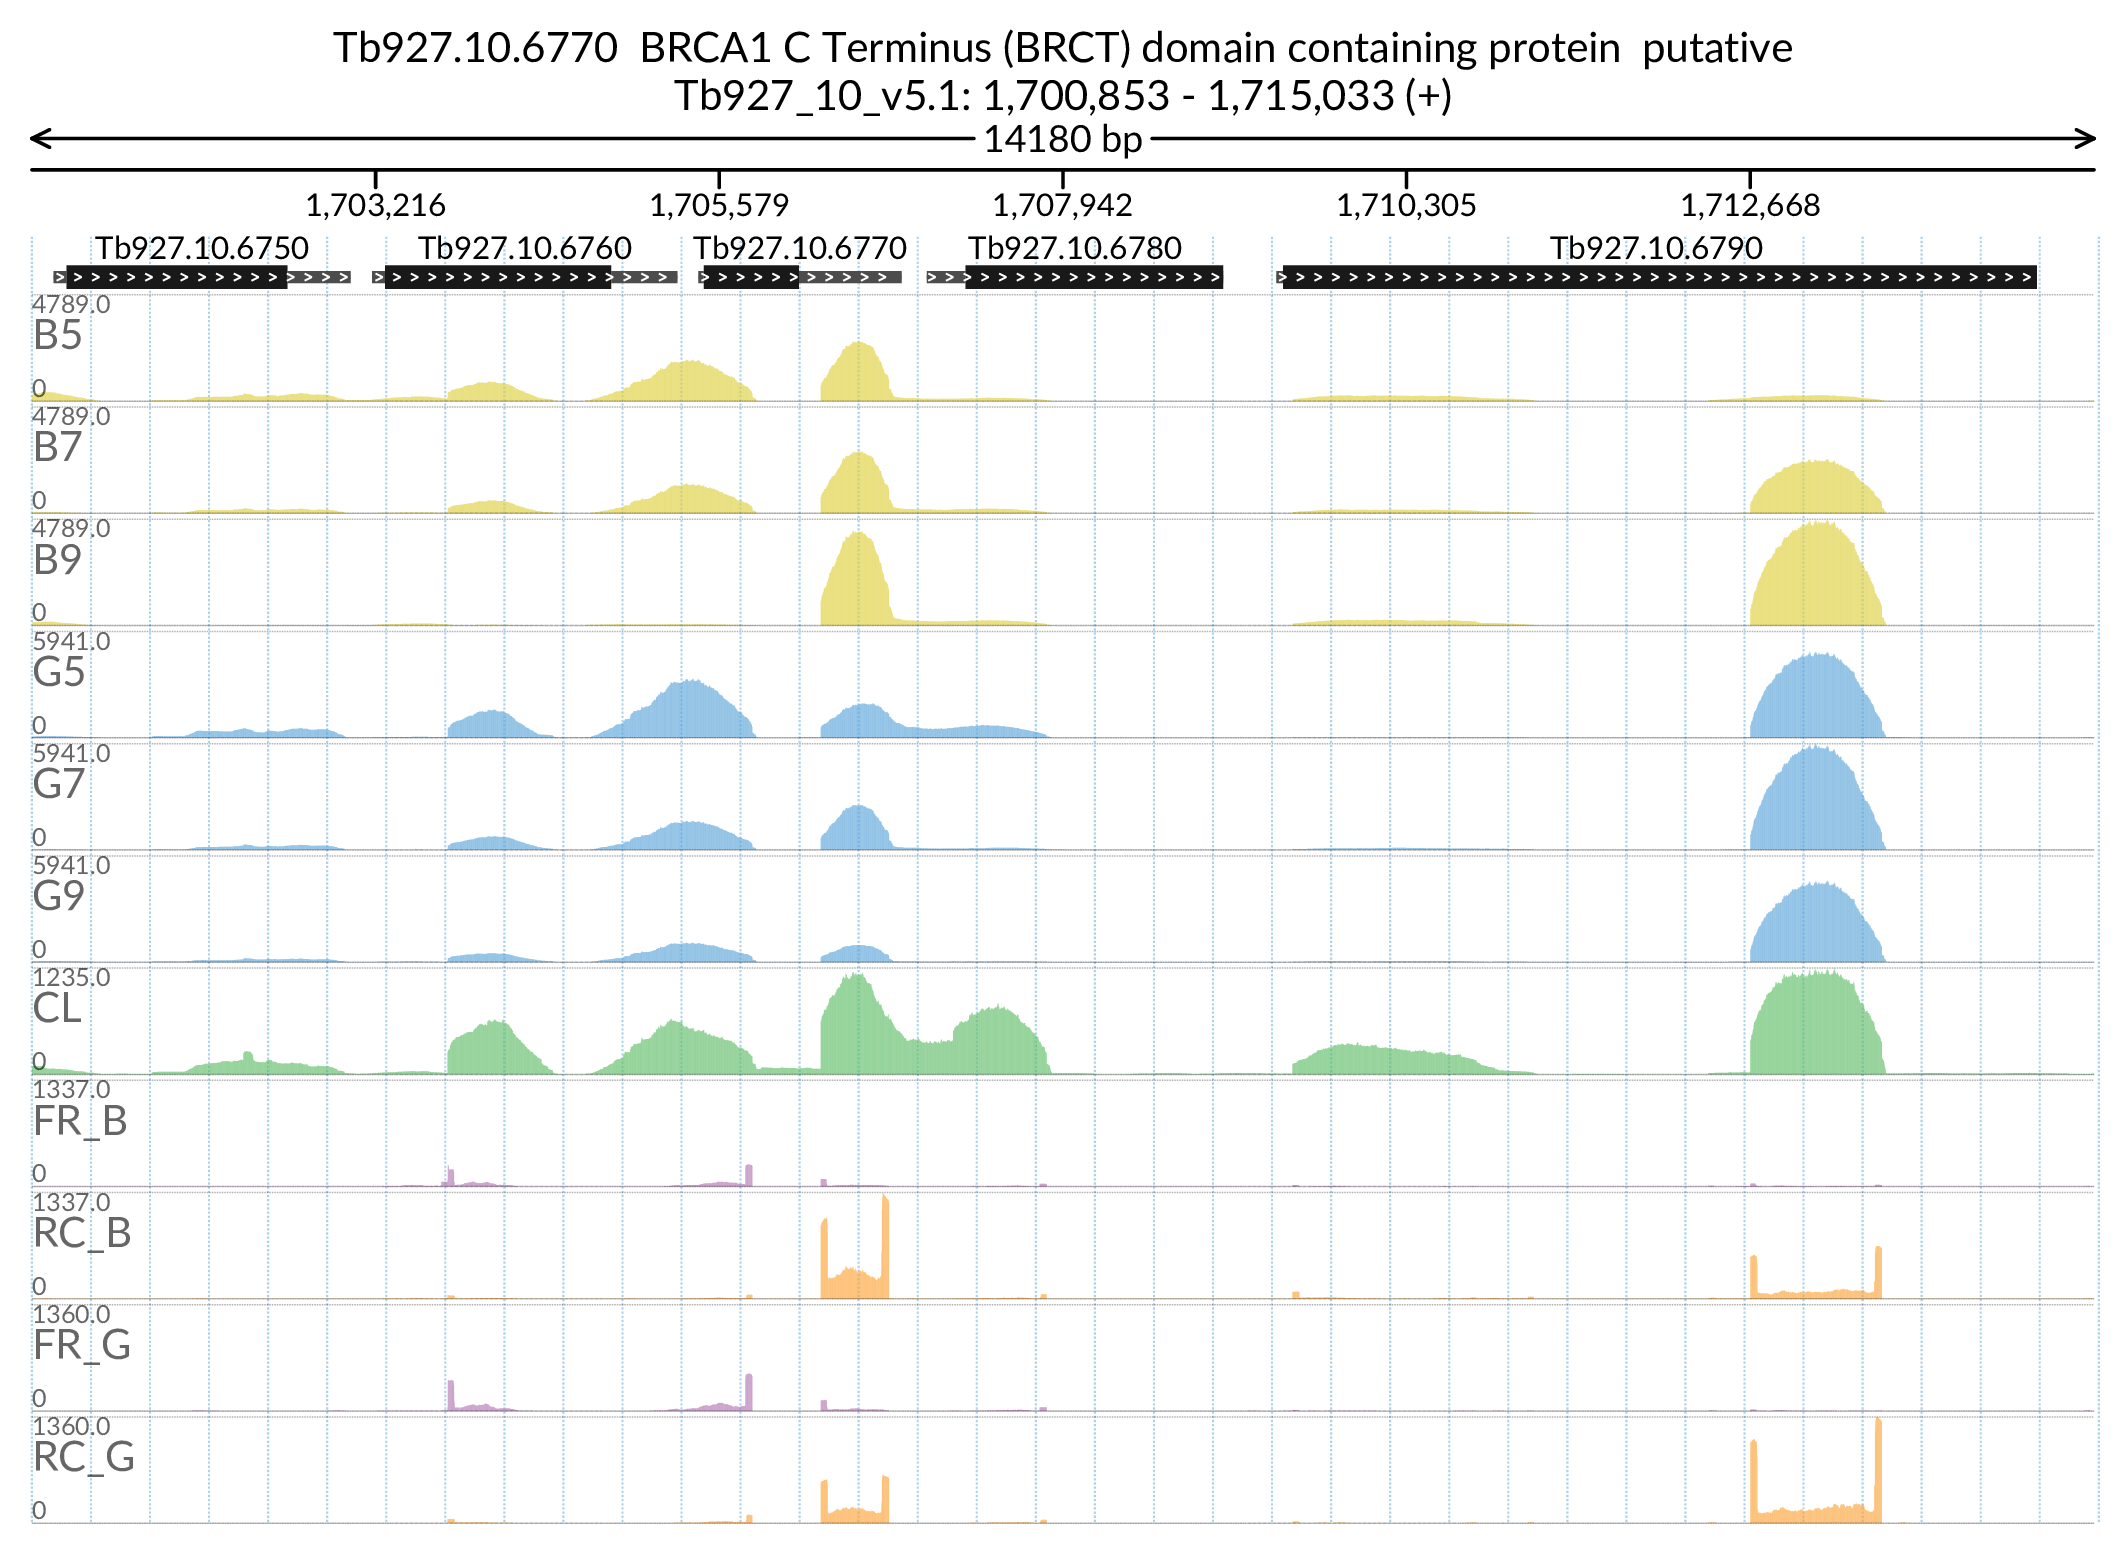 Tb927.10.6770  BRCA1 C Terminus (BRCT) domain containing protein  putative
Tb927_10_v5.1: 1,700,853 - 1,715,033 (+)
14180 bp
1,703,216 1,705,579 1,707,942 1,710,305 1,712,668
Tb927.10.6750 Tb927.10.6760 Tb927.10.6770 Tb927.10.6780 Tb927.10.6790
4789.0
B5
0
4789.0
B7
0
4789.0
B9
0
5941.0
G5
0
5941.0
G7
0
5941.0
G9
0
1235.0
CL
0
1337.0
FR_B
0
1337.0
RC_B
0
1360.0
FR_G
0
1360.0
RC_G
0